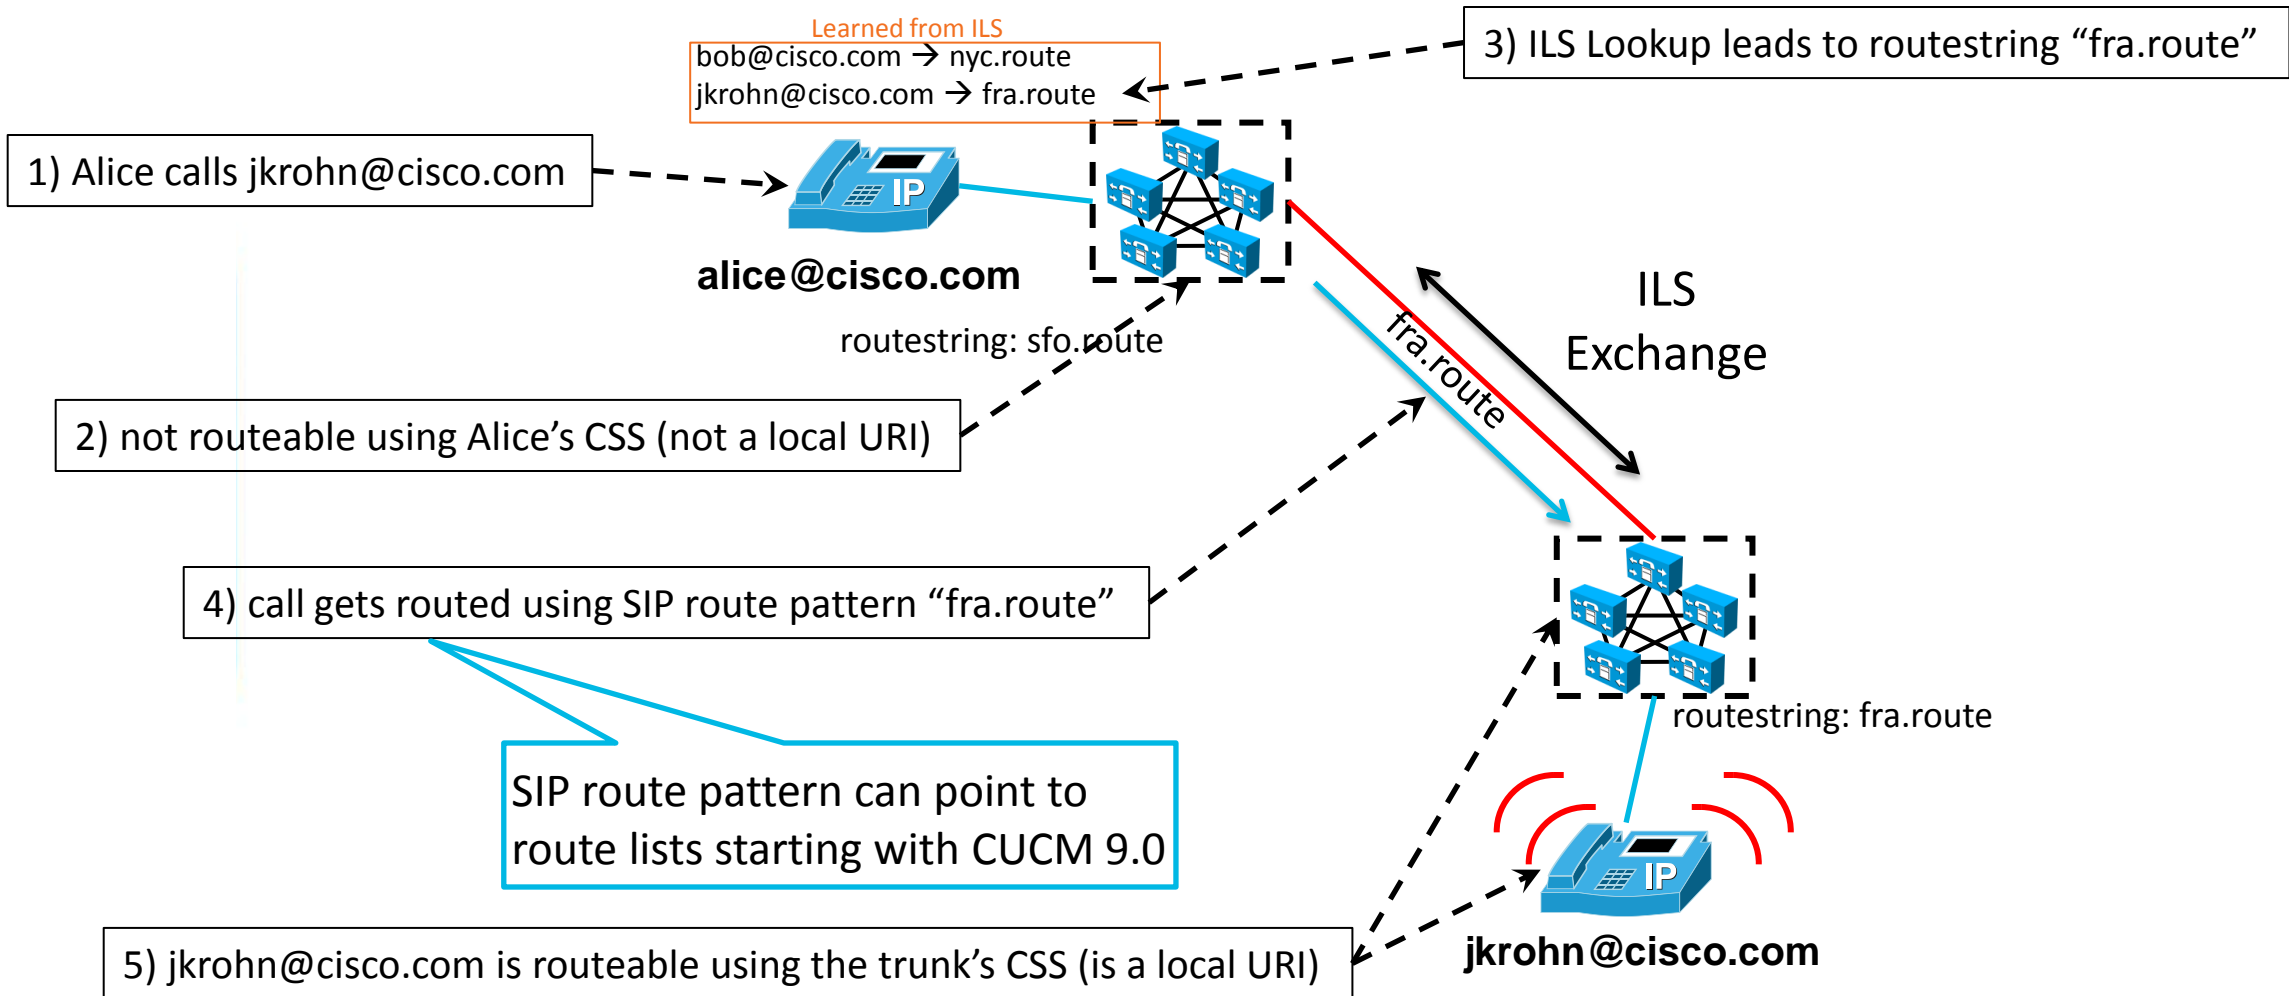 Learned from ILS
bob@cisco.com → nyc.route
jkrohn@cisco.com → fra.route
3) ILS Lookup leads to routestring “fra.route”
1) Alice calls jkrohn@cisco.com
IP
alice@cisco.com
routestring: sfo.route
ILS
Exchange
fra.route
2) not routeable using Alice’s CSS (not a local URI)
4) call gets routed using SIP route pattern “fra.route”
routestring: fra.route
SIP route pattern can point to
route lists starting with CUCM 9.0
IP
jkrohn@cisco.com
5) jkrohn@cisco.com is routeable using the trunk’s CSS (is a local URI)